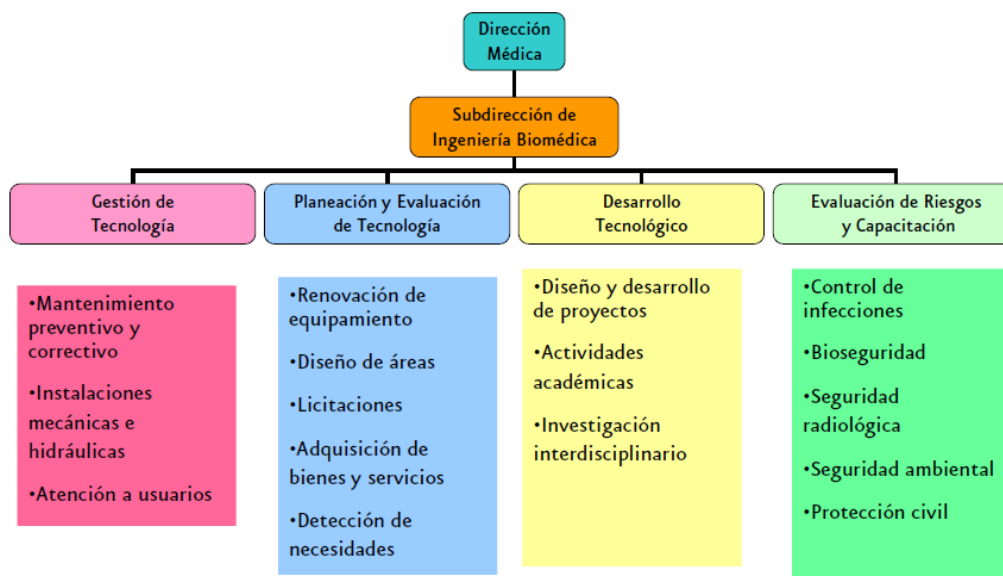 Dirección
Médica
Subdirección de
Ingeniería Biomédica
Gestión de
Tecnología
Planeación y Evaluación
de Tecnología
Desarrollo
Tecnológico
Evaluación de Riesgos
y Capacitación
•Mantenimiento
preventivo y
correctivo
•Instalaciones
mecánicas e
hidráulicas
•Atención a usuarios
•Renovación de
equipamiento
•Diseño de áreas
•Licitaciones
•Adquisición de
bienes y servicios
•Detección de
necesidades
•Diseño y desarrollo
de proyectos
•Actividades
académicas
•Investigación
interdisciplinario
•Control de
infecciones
•Bioseguridad
•Seguridad
radiológica
•Seguridad ambiental
•Protección civil